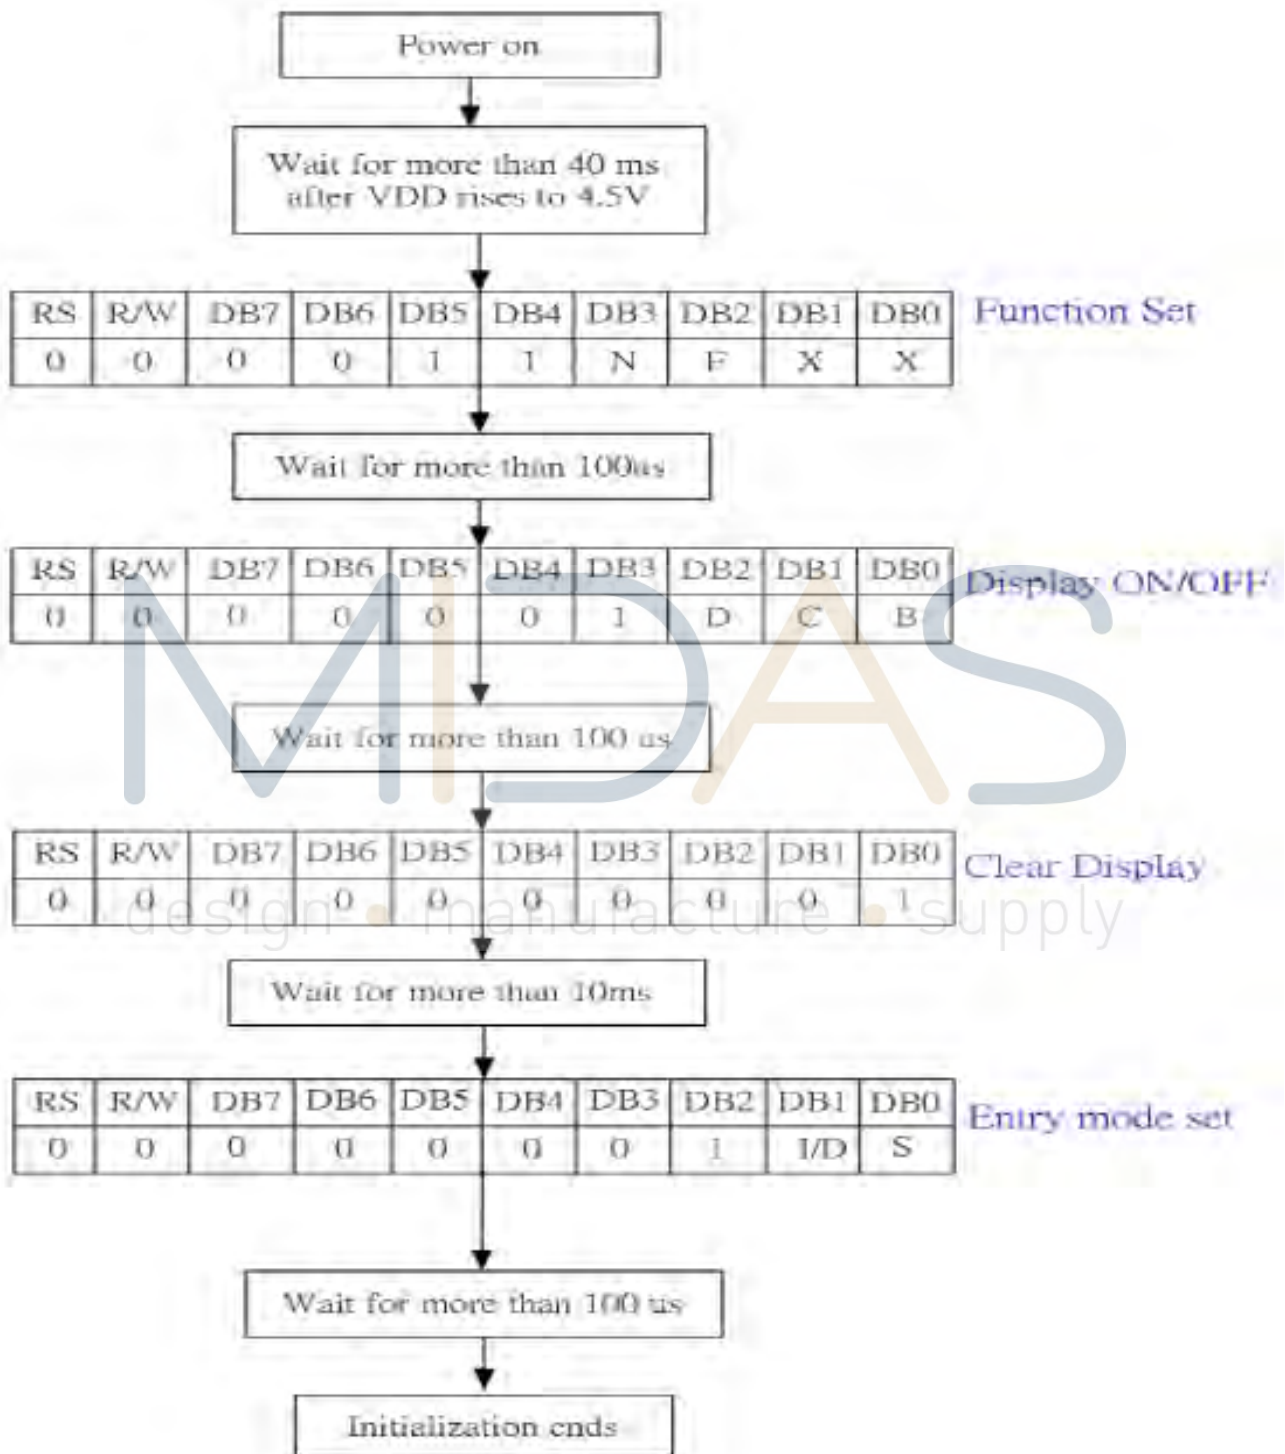 Power on
Wait for more than 40 ms
after VDD rises to 4.5V
RS R/W DB7 DB6 DB5 DB4 DB3 DB2 DB1 DB0 Function Set
0 0 0 0 1 1 N F X X
Wait for more than 100us
RS R/W DB7 DB6 DB5 DB4 DB3 DB2 DB1 DB0 Display ON/OFF
0 0 0 0 0 0 1 D C B
MIDAS
Wait for more than 100 us
RS R/W DB7 DB6 DB5 DB4 DB3 DB2 DB1 DB0 Clear Display
0 0 0 0 0 0 0 0 0 1
design • manufacture • supply
Wait for more than 10ms
RS R/W DB7 DB6 DB5 DB4 DB3 DB2 DB1 DB0 Entry mode set
0 0 0 0 0 0 0 1 I/D S
Wait for more than 100 us
Initialization ends